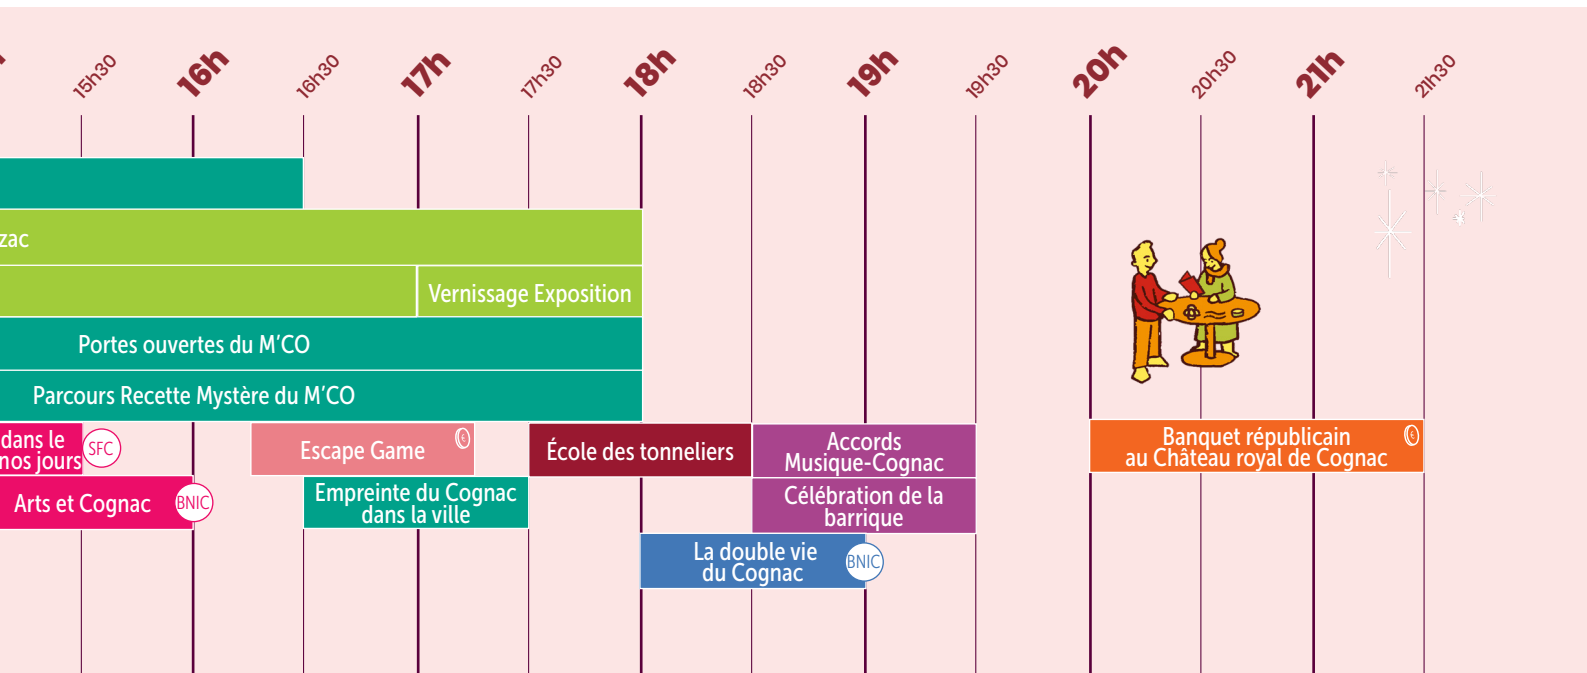 15h30
16h
16h30
17h
17h30
18h
18h30
19h
19h30
20h
20h30
21h
21h30
zac
Vernissage Exposition
Portes ouvertes du M'CO
Parcours Recette Mystère du M'CO
dans le
nos jours
SFC
Escape Game
€
École des tonneliers
Accords
Musique-Cognac
Banquet républicain
au Château royal de Cognac
€
Arts et Cognac
BNIC
Empreinte du Cognac
dans la ville
Célébration de la
barrique
La double vie
du Cognac
BNIC